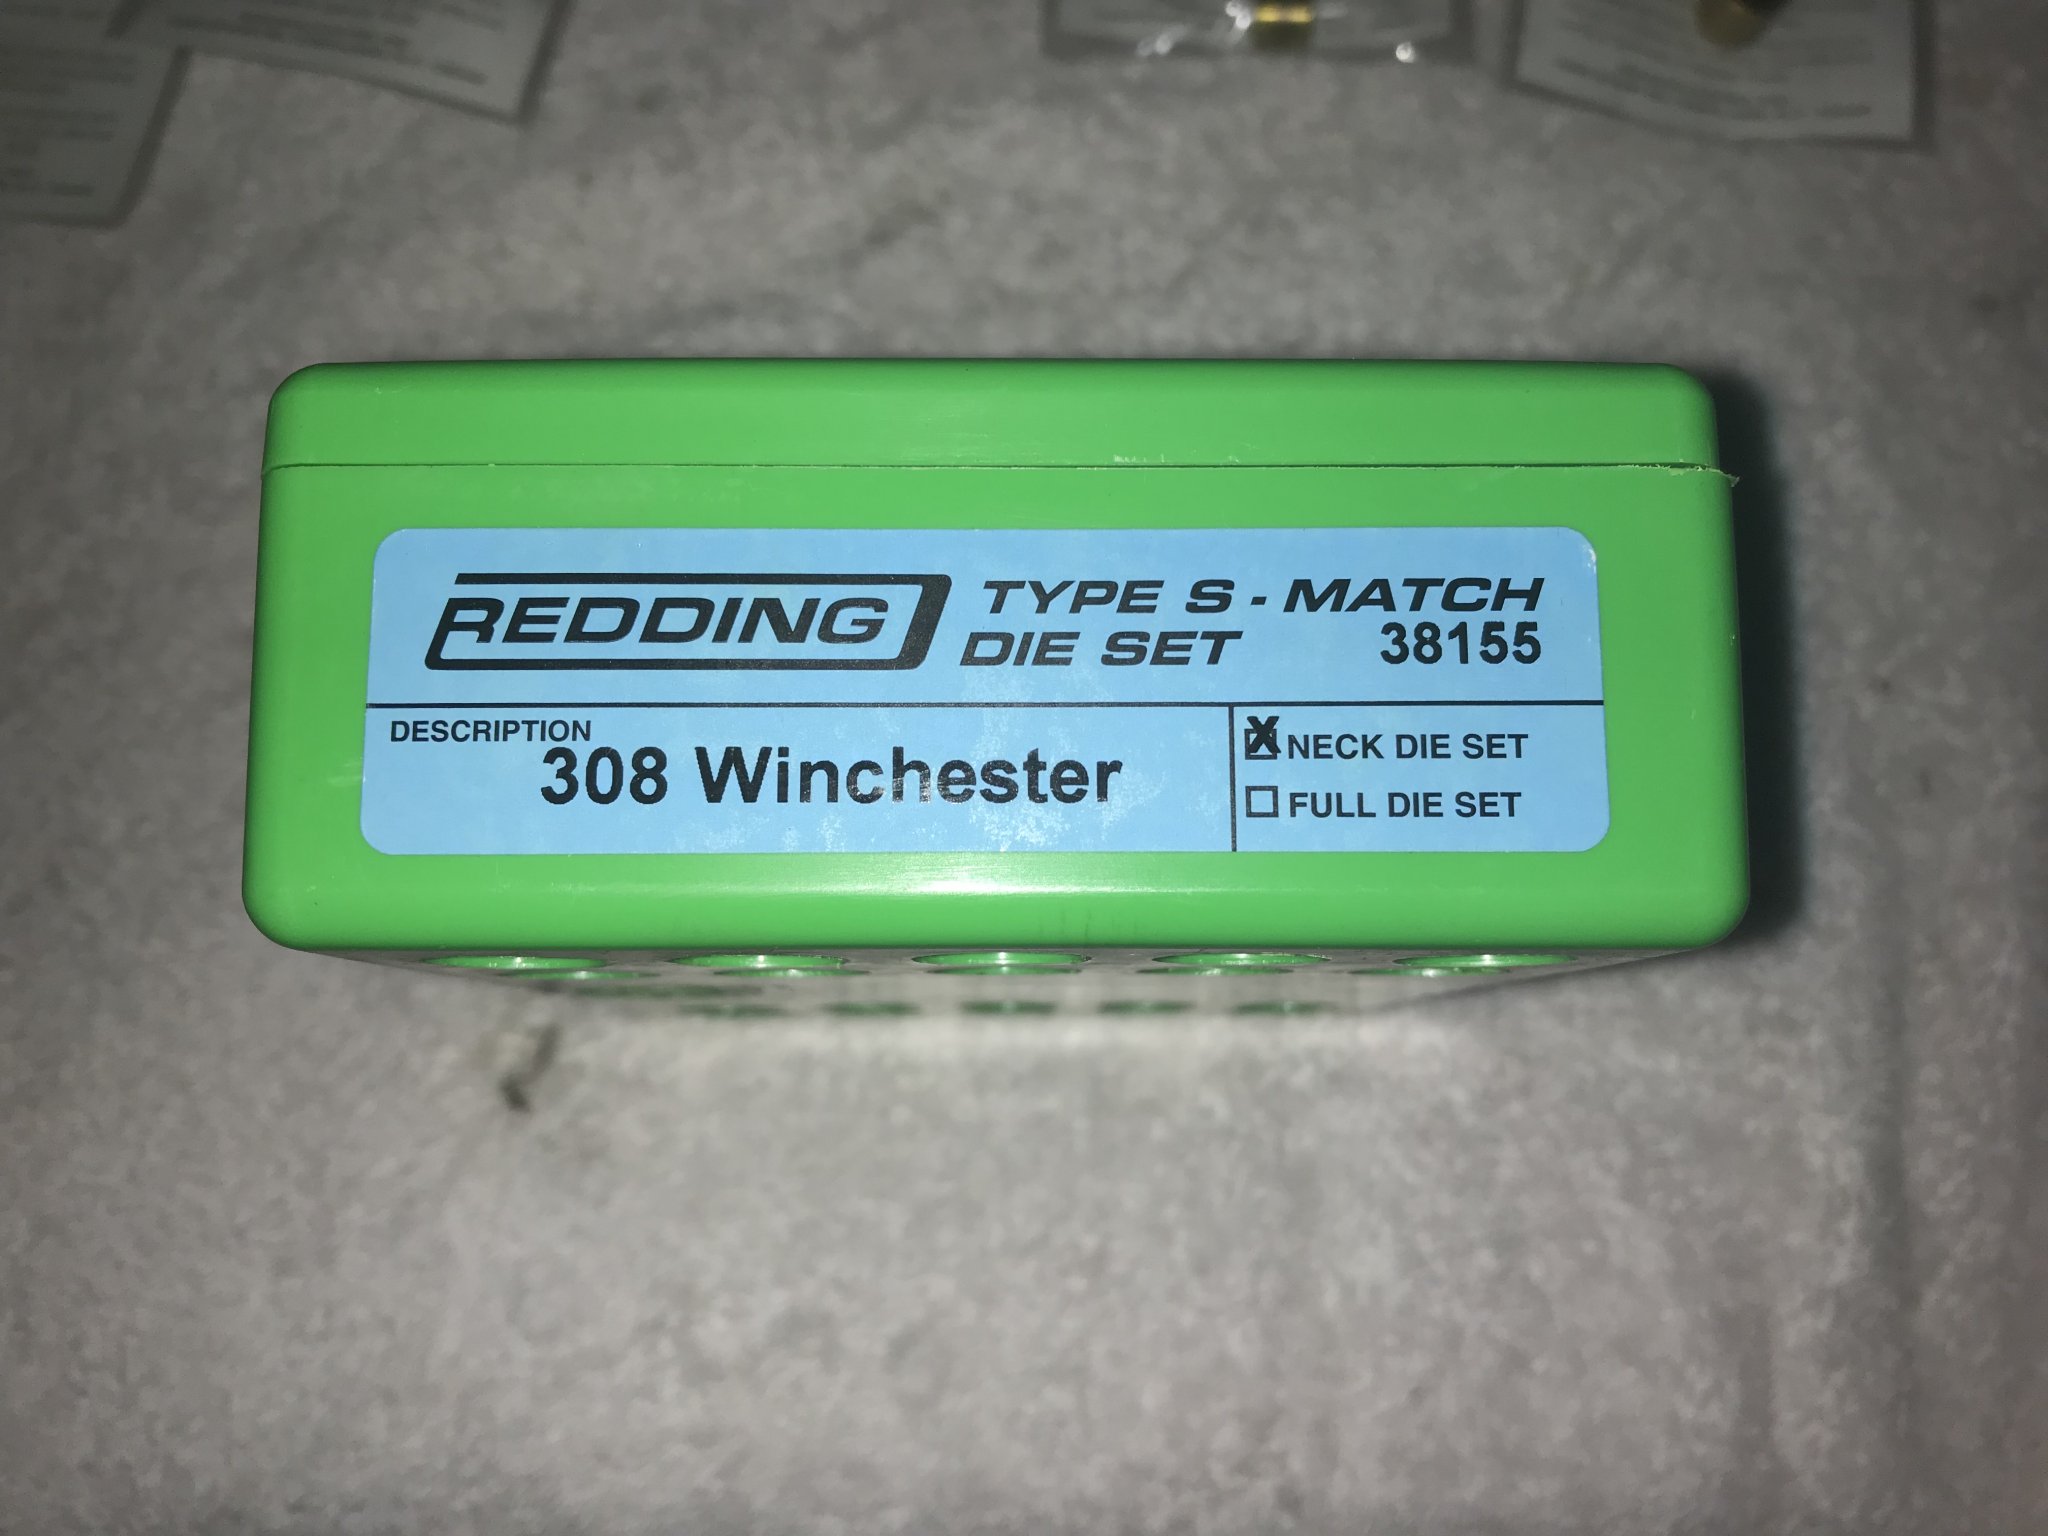 REDDING TYPE S - MATCH
DIE SET 38155
DESCRIPTION
308 Winchester
X NECK DIE SET
FULL DIE SET